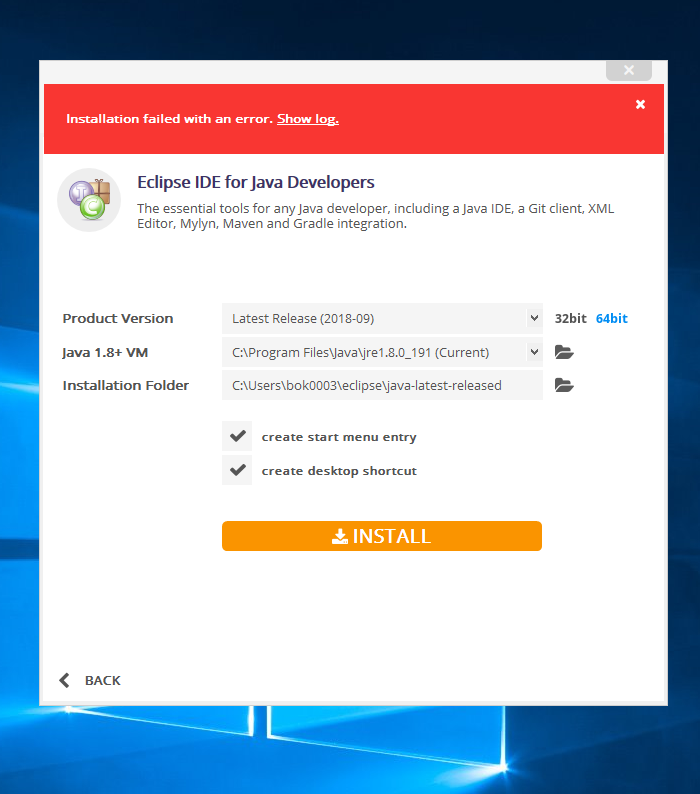 Installation failed with an error. Show log.
Eclipse IDE for Java Developers
The essential tools for any Java developer, including a Java IDE, a Git client, XML
Editor, Mylyn, Maven and Gradle integration.
Product Version Latest Release (2018-09) 32bit 64bit
Java 1.8+ VM C:\Program Files\Java\jre1.8.0_191 (Current)
Installation Folder C:\Users\bok0003\eclipse\java-latest-released
create start menu entry
create desktop shortcut
INSTALL
BACK